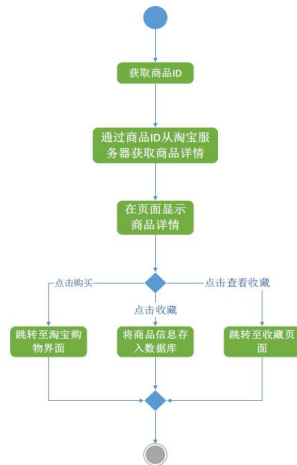 获取商品ID
通过商品ID从淘宝服
务器获取商品详情
在页面显示
商品详情
点击购买
点击查看收藏
点击收藏
跳转至淘宝购
物界面
将商品信息存
入数据库
跳转至收藏页
面